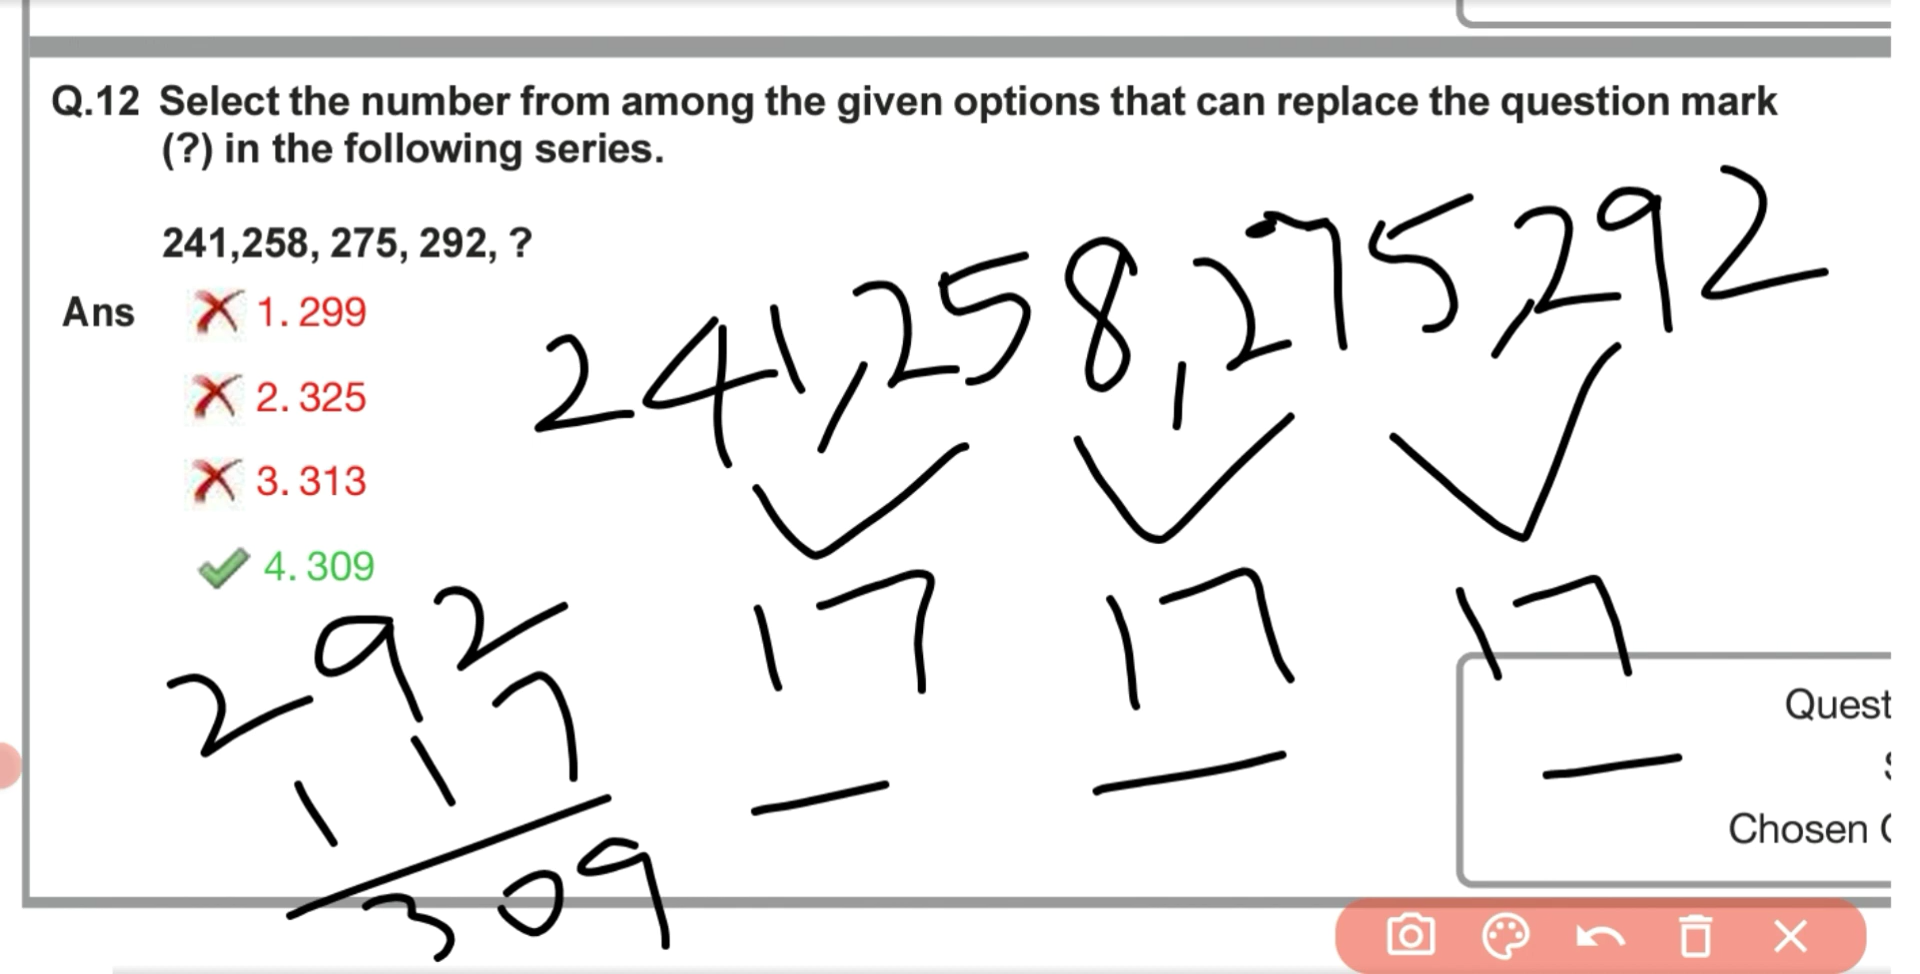 Q.12 Select the number from among the given options that can replace the question mark
(?) in the following series.
241,258, 275, 292, ?
241,258,275,292
Ans 1. 299
2. 325
3. 313
4. 309
17 17 17
292
117
309
Quest
Chosen